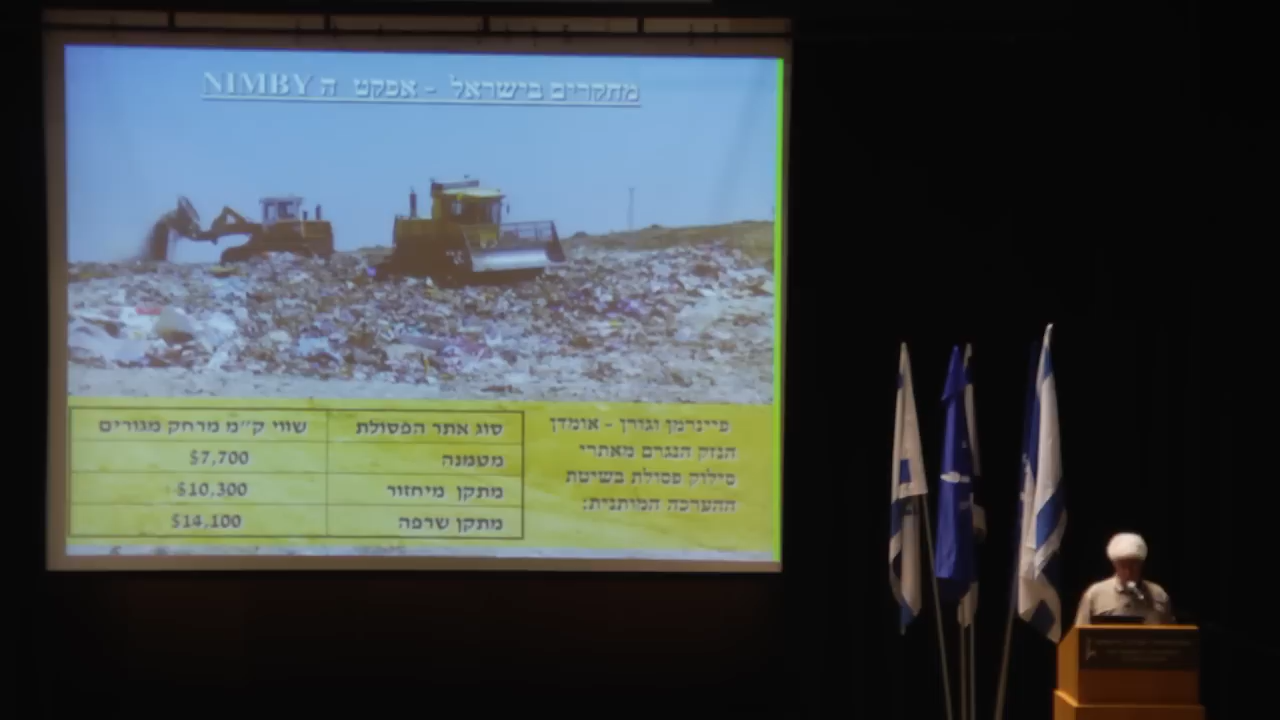 מחקרים בישראל - אפקט ה NIMBY
פיינרמן וגורן - אומדן
הנזק הנגרם מאתרי
סילוק פסולת בשיטת
ההערכה המותנית:
סוג אתר הפסולת שווי ק"מ מרחק מגורים
מטמנה $7,700
מתקן מיחזור $10,300
מתקן שרפה $14,100